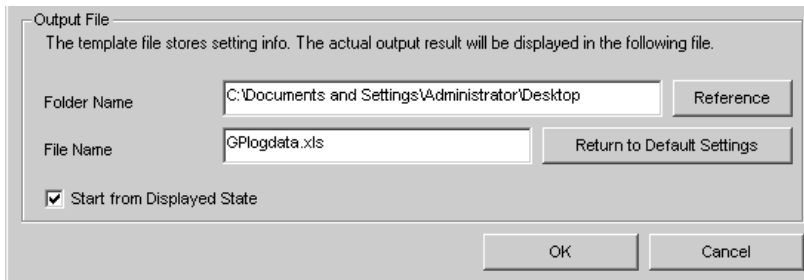 Output File
The template file stores setting info. The actual output result will be displayed in the following file.
Folder Name C:\Documents and Settings\Administrator\Desktop Reference
File Name GPlogdata.xls Return to Default Settings
Start from Displayed State
OK Cancel